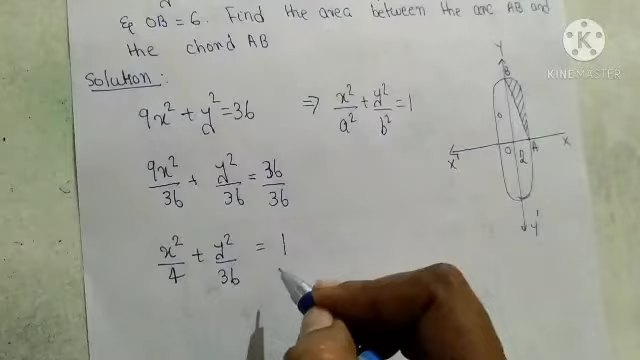 & OB = 6. Find the area between the arc AB and
the chord AB
Solution:
9x² + y² = 36 ⇒ x²/a² + y²/b² = 1
9x²/36 + y²/36 = 36/36
x²/4 + y²/36 = 1
Y
B
O
2
A
X
X'
Y'
KINEMASTER